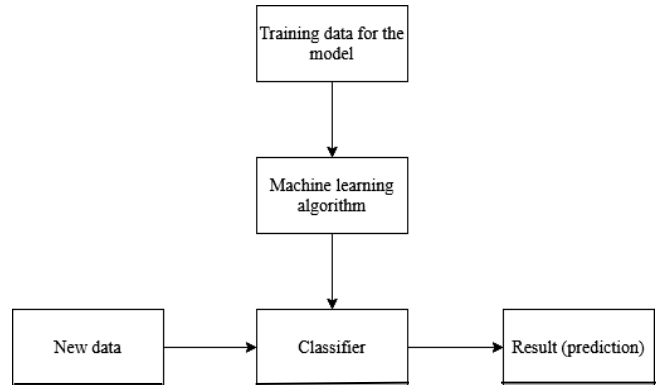 Training data for the
model
Machine learning
algorithm
New data
Classifier
Result (prediction)